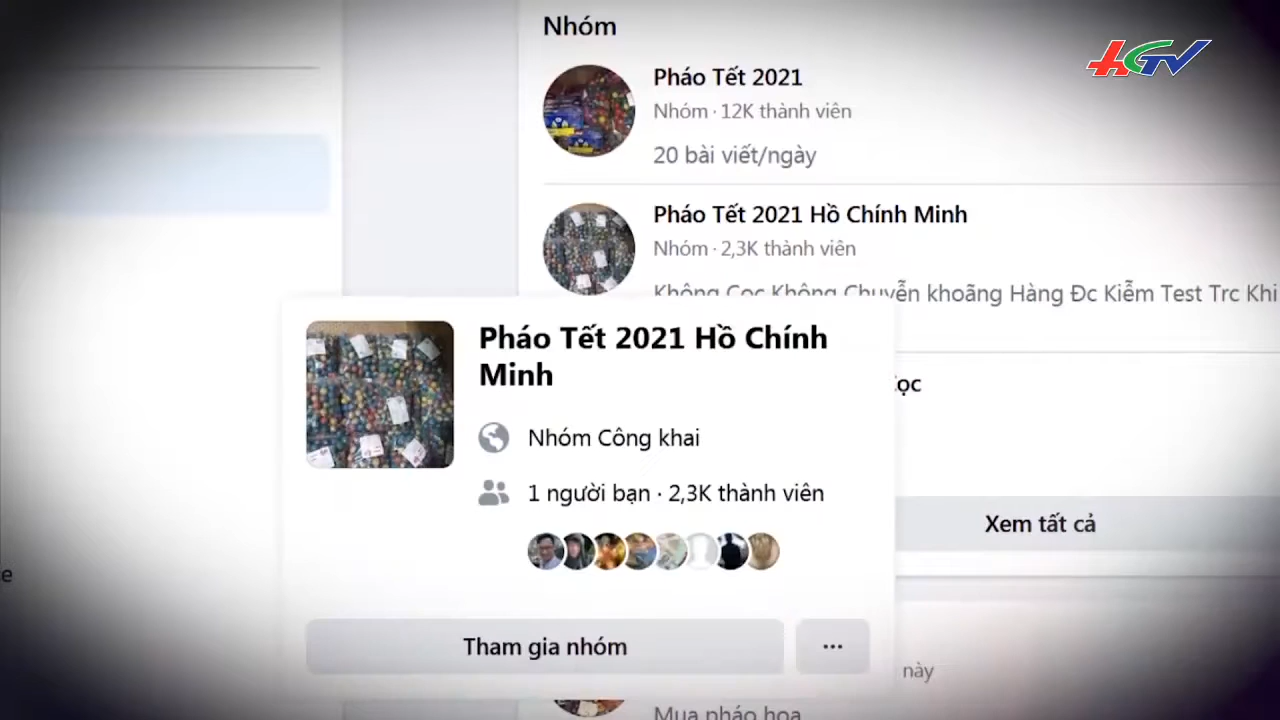 Nhóm
HGTV
Pháo Tết 2021
Nhóm · 12K thành viên
20 bài viết/ngày
Pháo Tết 2021 Hồ Chính Minh
Nhóm · 2,3K thành viên
Không Cọc Không Chuyễn khoãng Hàng Đc Kiễm Test Trc Khi
Pháo Tết 2021 Hồ Chính
Minh
Nhóm Công khai
1 người bạn · 2,3K thành viên
Xem tất cả
Tham gia nhóm
...
này
Mua pháo hoa